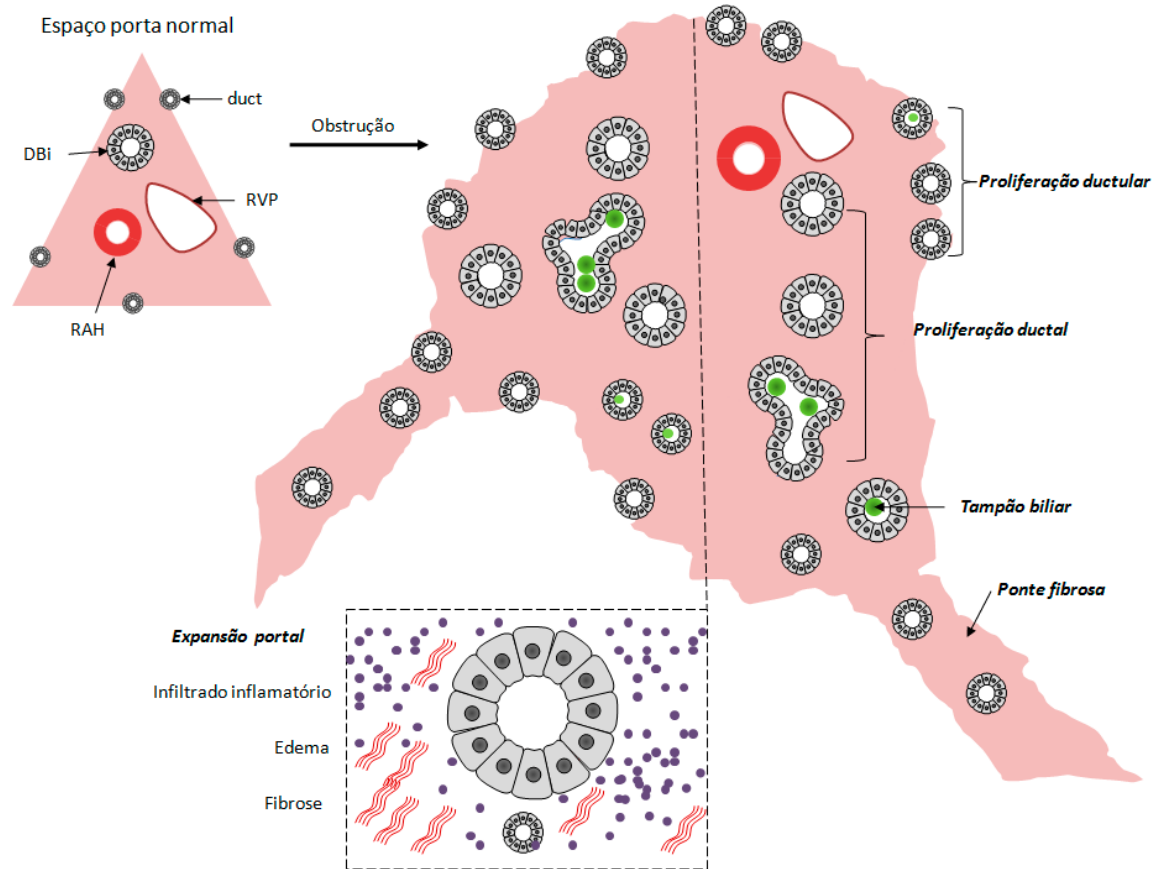 Espaço porta normal
duct
DBi
RVP
RAH
Obstrução
Proliferação ductular
Proliferação ductal
Tampão biliar
Ponte fibrosa
Expansão portal
Infiltrado inflamatório
Edema
Fibrose